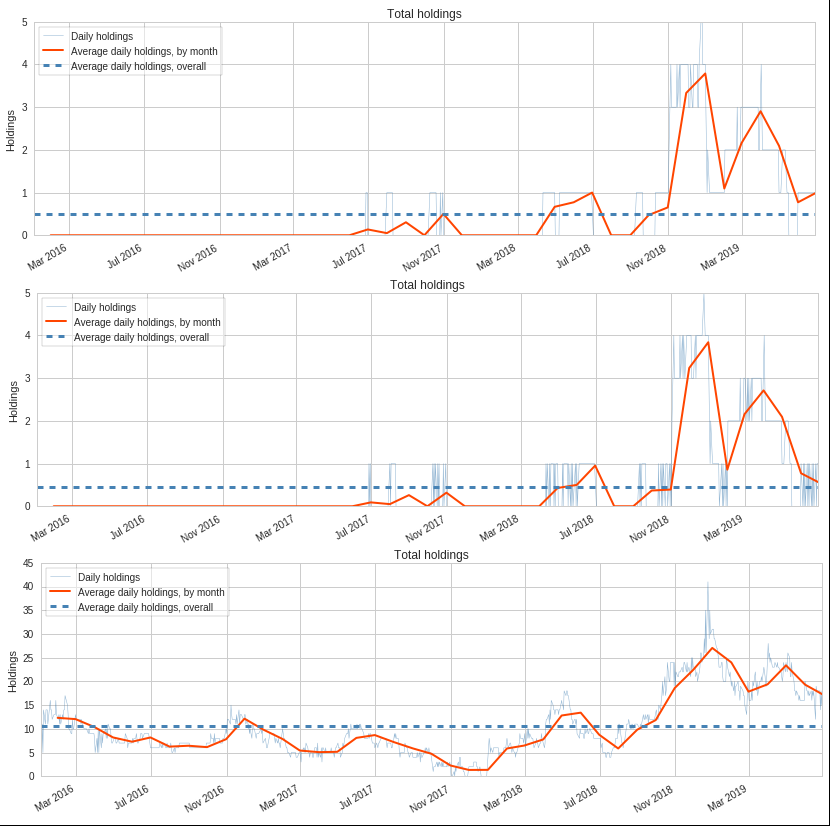 Total holdings
Daily holdings
Average daily holdings, by month
Average daily holdings, overall
Holdings
5
4
3
2
1
0
Mar 2016 Jul 2016 Nov 2016 Mar 2017 Jul 2017 Nov 2017 Mar 2018 Jul 2018 Nov 2018 Mar 2019
Total holdings
Daily holdings
Average daily holdings, by month
Average daily holdings, overall
Holdings
5
4
3
2
1
0
Mar 2016 Jul 2016 Nov 2016 Mar 2017 Jul 2017 Nov 2017 Mar 2018 Jul 2018 Nov 2018 Mar 2019
Total holdings
Daily holdings
Average daily holdings, by month
Average daily holdings, overall
Holdings
45
40
35
30
25
20
15
10
5
0
Mar 2016 Jul 2016 Nov 2016 Mar 2017 Jul 2017 Nov 2017 Mar 2018 Jul 2018 Nov 2018 Mar 2019